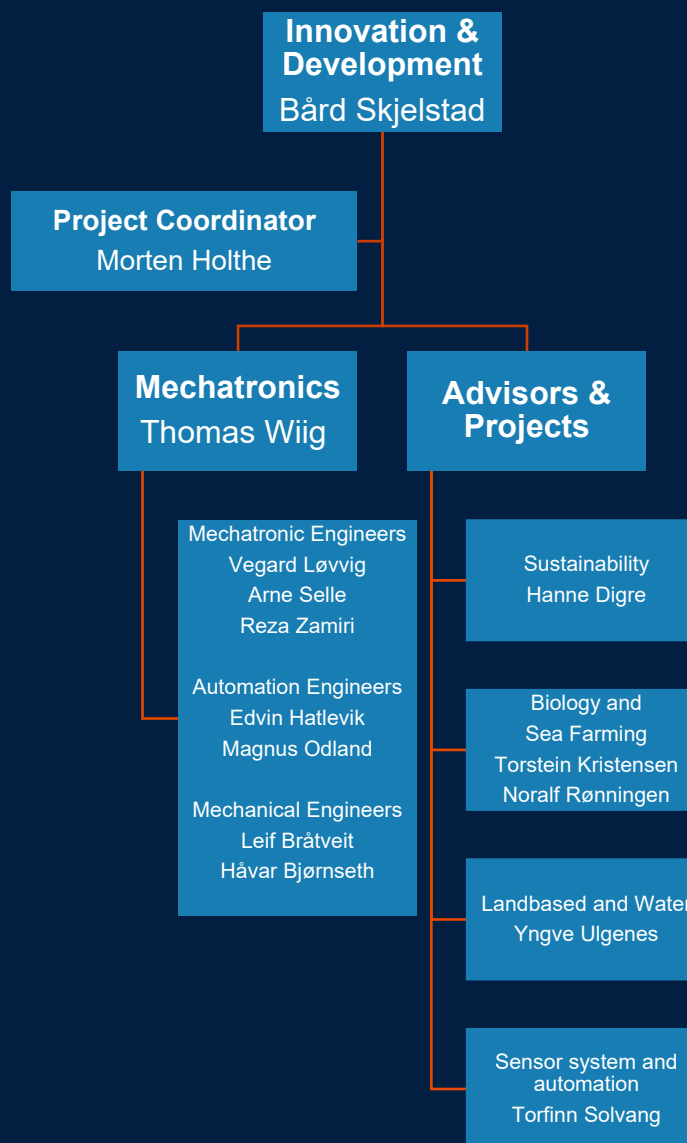 Innovation &
Development
Bård Skjelstad
Project Coordinator
Morten Holthe
Mechatronics
Thomas Wiig
Advisors &
Projects
Mechatronic Engineers
Vegard Løvvig
Arne Selle
Reza Zamiri
Automation Engineers
Edvin Hatlevik
Magnus Odland
Mechanical Engineers
Leif Bråtveit
Håvar Bjørnseth
Sustainability
Hanne Digre
Biology and
Sea Farming
Torstein Kristensen
Noralf Rønningen
Landbased and Water
Yngve Ulgenes
Sensor system and
automation
Torfinn Solvang